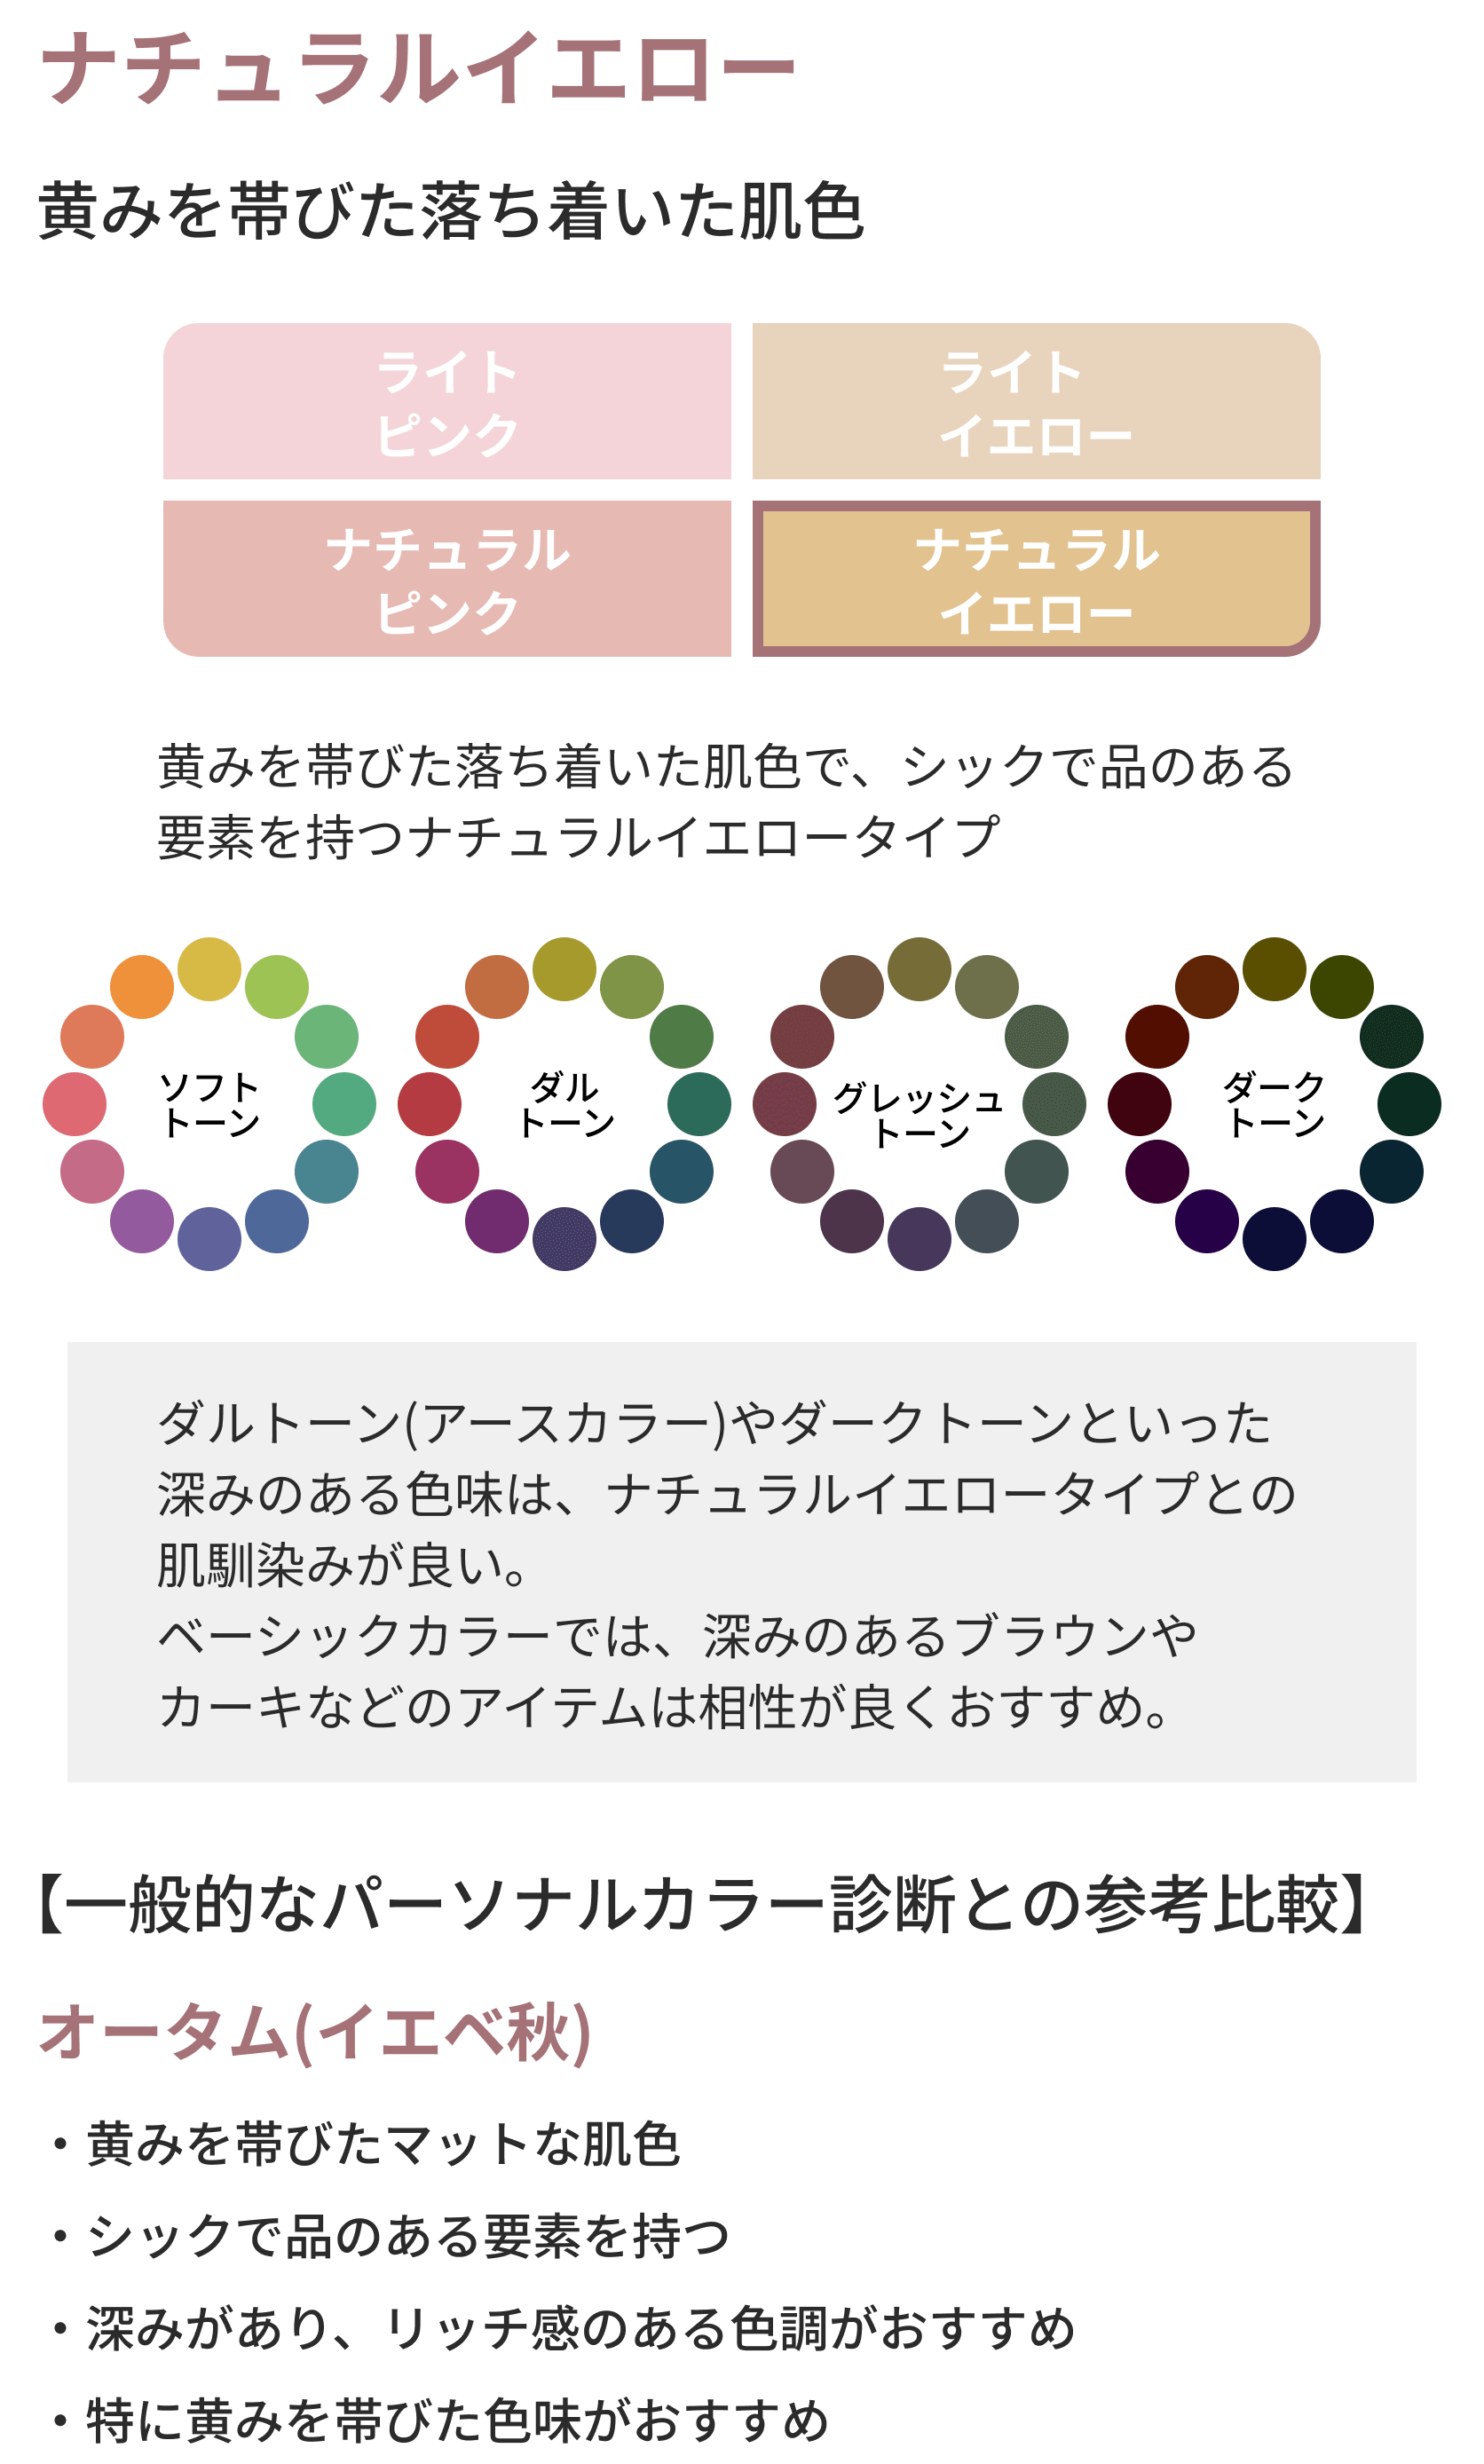 ナチュラルイエロー
黄みを帯びた落ち着いた肌色
ライト
ピンク
ライト
イエロー
ナチュラル
ピンク
ナチュラル
イエロー
黄みを帯びた落ち着いた肌色で、シックで品のある
要素を持つナチュラルイエロータイプ
ソフト
トーン
ダル
トーン
グレッシュ
トーン
ダーク
トーン
ダルトーン(アースカラー)やダークトーンといった
深みのある色味は、ナチュラルイエロータイプとの
肌馴染みが良い。
ベーシックカラーでは、深みのあるブラウンや
カーキなどのアイテムは相性が良くおすすめ。
【一般的なパーソナルカラー診断との参考比較】
オータム(イエベ秋)
・黄みを帯びたマットな肌色
・シックで品のある要素を持つ
・深みがあり、リッチ感のある色調がおすすめ
・特に黄みを帯びた色味がおすすめ